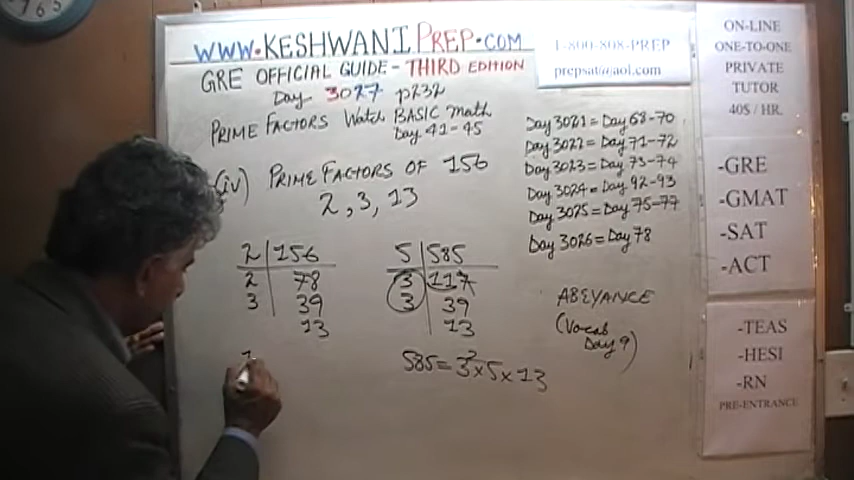 WWW.KESHWANIPREP.COM
GRE OFFICIAL GUIDE - THIRD EDITION
Day 3027 p232
PRIME FACTORS Watch BASIC Math
Day 41-45
(iv) PRIME FACTORS OF 156
2, 3, 13
2 156
2 78
3 39
13
5 585
3 117
3 39
13
585 = 3² × 5 × 13
1-800-808-PREP
prepsat@aol.com
Day 3021 = Day 68-70
Day 3022 = Day 71-72
Day 3023 = Day 73-74
Day 3024 = Day 92-93
Day 3025 = Day 75-77
Day 3026 = Day 78
ABEYANCE
(Vocab
Day 9)
ON-LINE
ONE-TO-ONE
PRIVATE
TUTOR
40$ / HR.
-GRE
-GMAT
-SAT
-ACT
-TEAS
-HESI
-RN
PRE-ENTRANCE